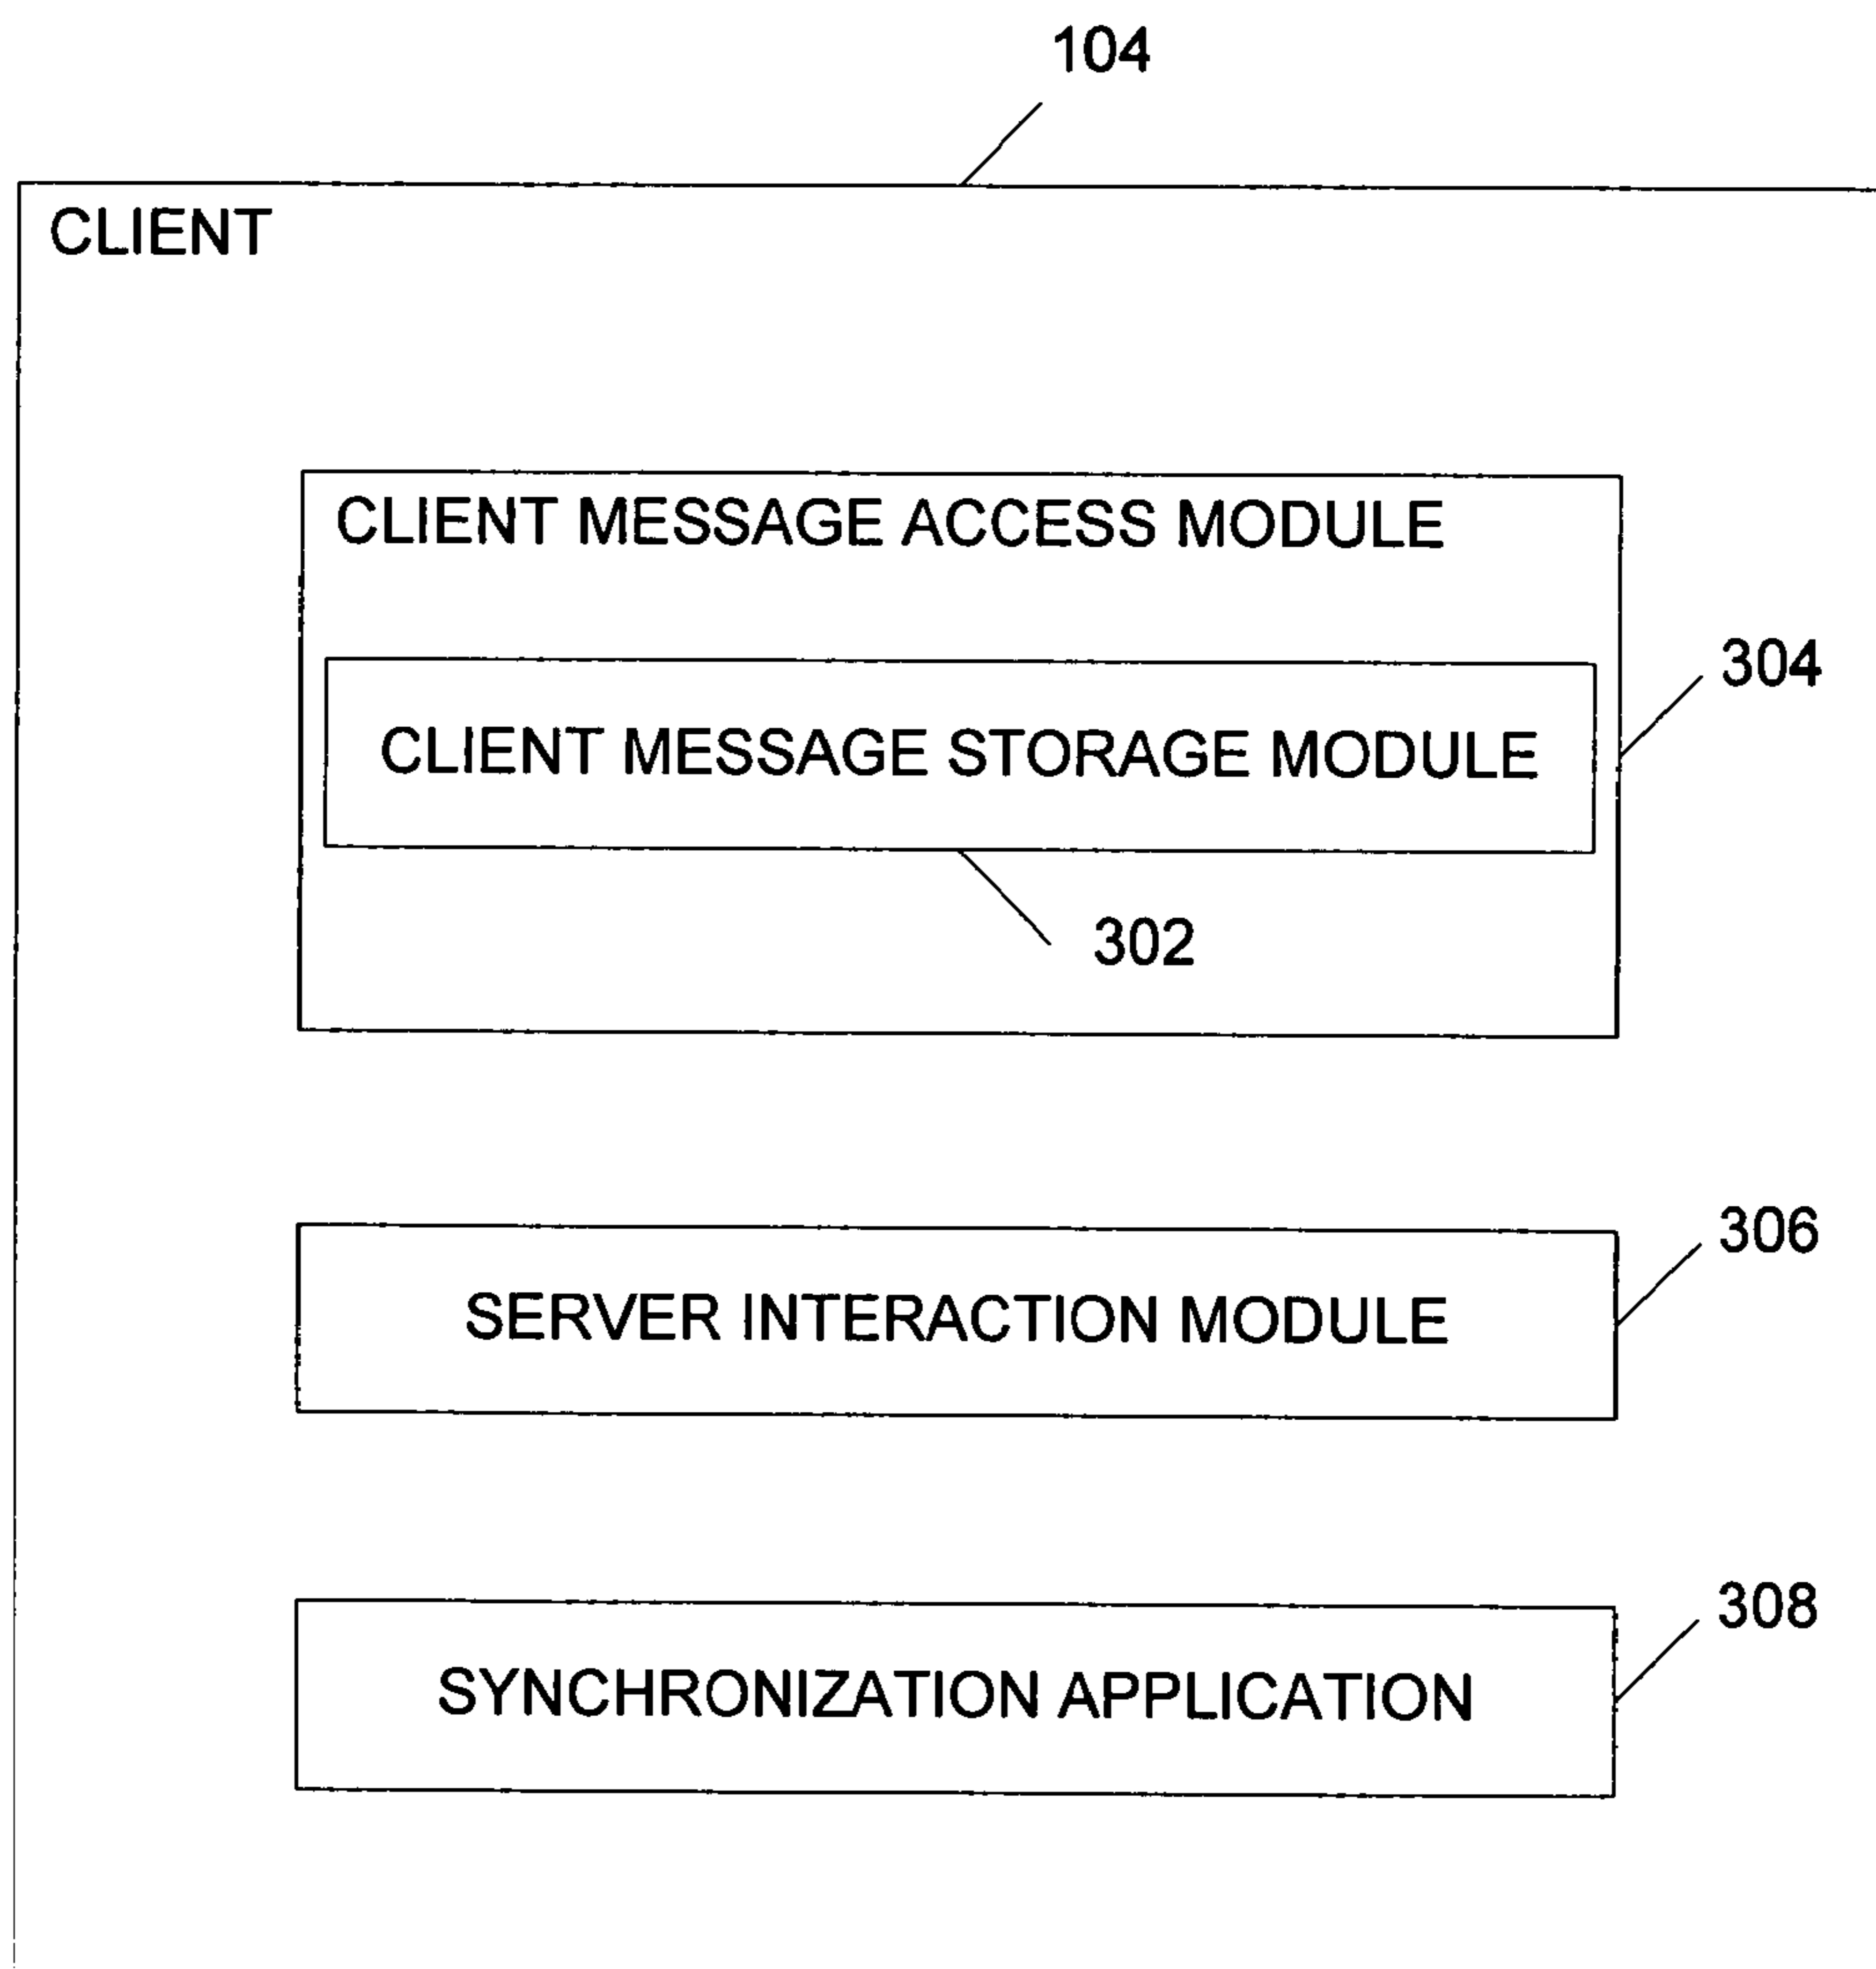 104
CLIENT
CLIENT MESSAGE ACCESS MODULE
304
CLIENT MESSAGE STORAGE MODULE
302
306
SERVER INTERACTION MODULE
308
SYNCHRONIZATION APPLICATION